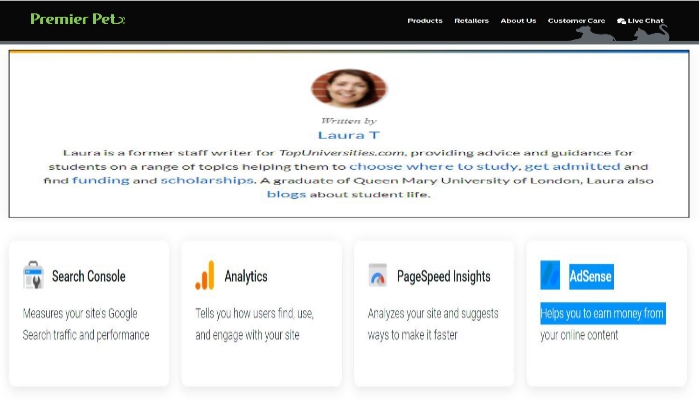 Premier Pet
Products Retailers About Us Customer Care Live Chat
Written by
Laura T
Laura is a former staff writer for TopUniversities.com, providing advice and guidance for
students on a range of topics helping them to choose where to study, get admitted and
find funding and scholarships. A graduate of Queen Mary University of London, Laura also
blogs about student life.
Search Console
Measures your site's Google
Search traffic and performance
Analytics
Tells you how users find, use,
and engage with your site
PageSpeed Insights
Analyzes your site and suggests
ways to make it faster
AdSense
Helps you to earn money from
your online content